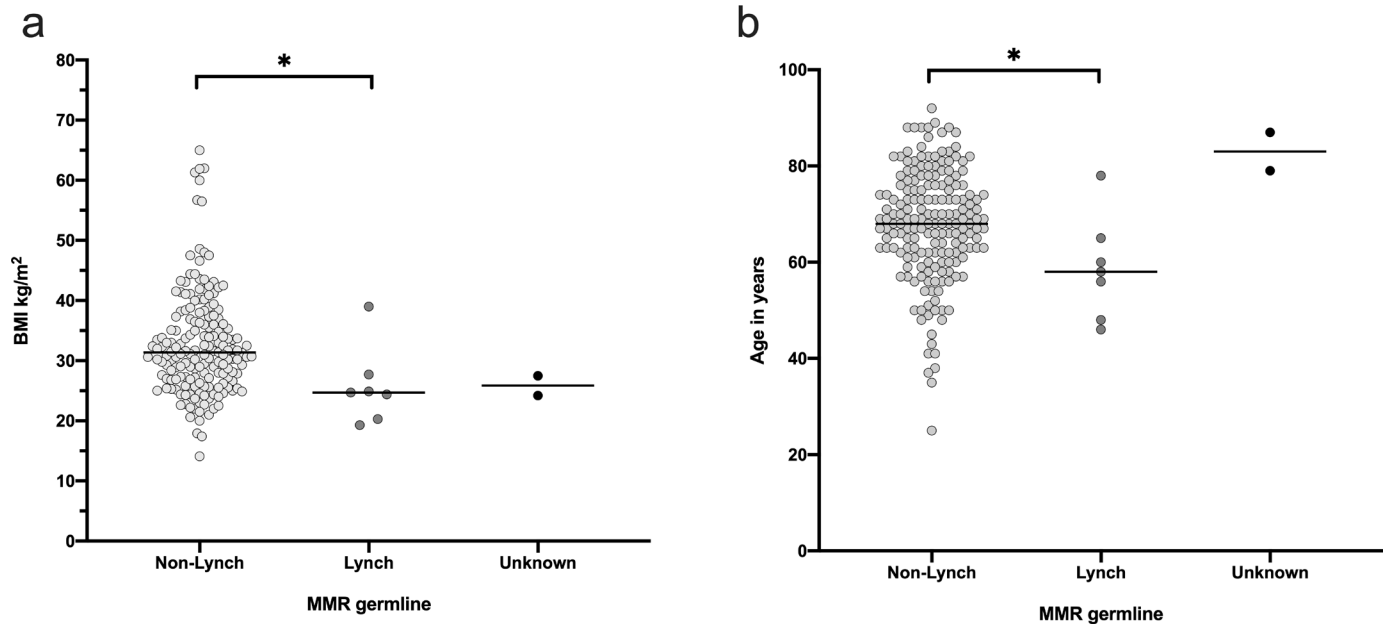 a
*
80
70
60
50
40
30
20
10
0
BMI kg/m²
Non-Lynch Lynch Unknown
MMR germline
b
*
100
80
60
40
20
0
Age in years
Non-Lynch Lynch Unknown
MMR germline